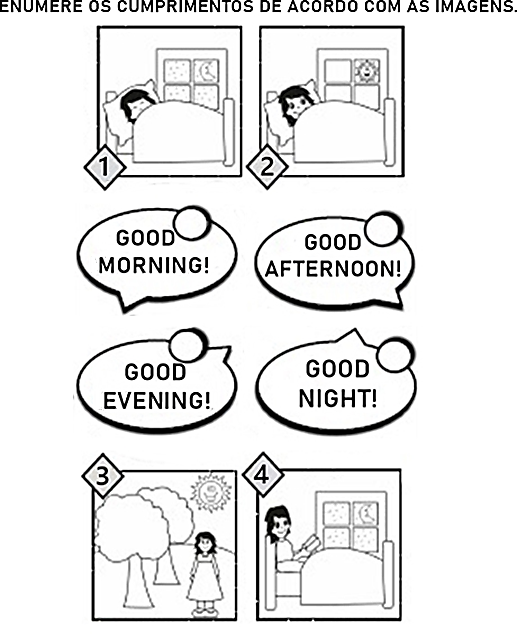 ENUMERE OS CUMPRIMENTOS DE ACORDO COM AS IMAGENS.
1
2
GOOD
MORNING!
GOOD
AFTERNOON!
GOOD
EVENING!
GOOD
NIGHT!
3
4